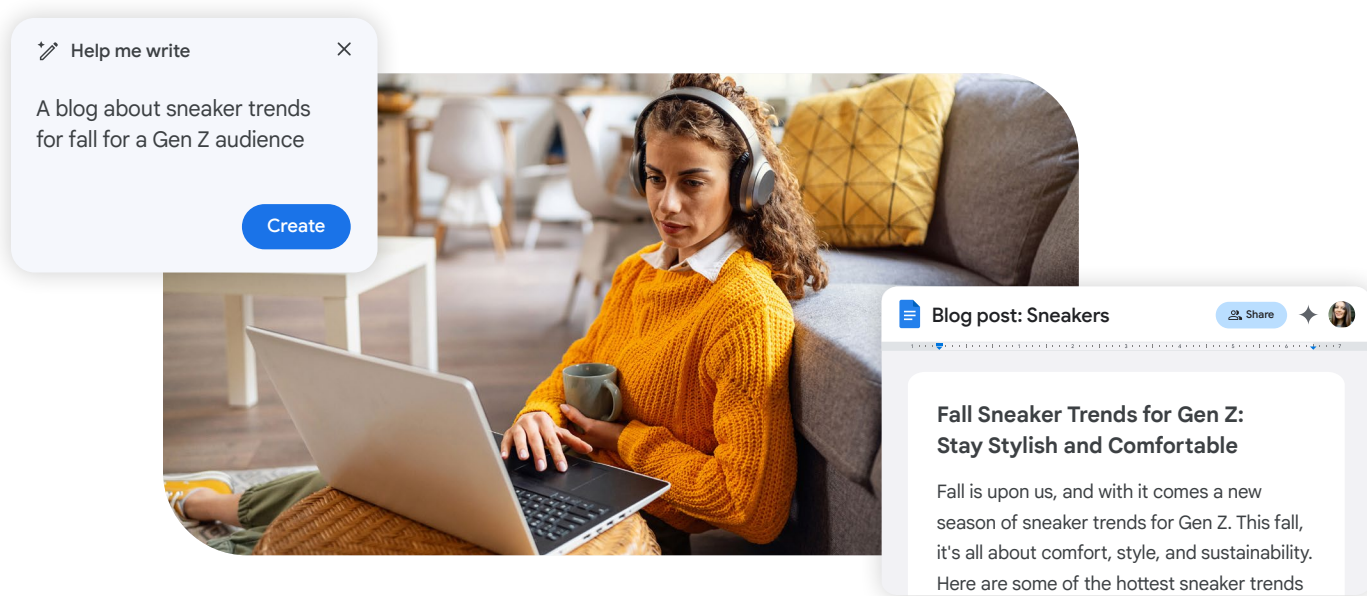 Help me write
A blog about sneaker trends
for fall for a Gen Z audience
Create
Blog post: Sneakers
Share
Fall Sneaker Trends for Gen Z:
Stay Stylish and Comfortable
Fall is upon us, and with it comes a new
season of sneaker trends for Gen Z. This fall,
it's all about comfort, style, and sustainability.
Here are some of the hottest sneaker trends